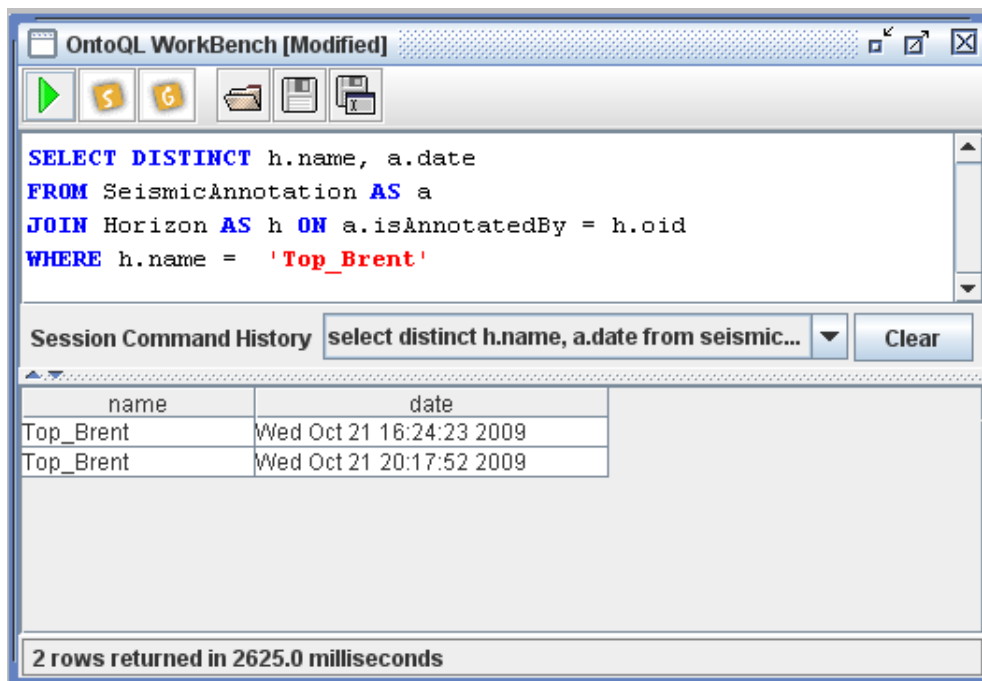 OntoQL WorkBench [Modified]
S G
SELECT DISTINCT h.name, a.date
FROM SeismicAnnotation AS a
JOIN Horizon AS h ON a.isAnnotatedBy = h.oid
WHERE h.name =  'Top_Brent'
Session Command History select distinct h.name, a.date from seismic... Clear
name date
Top_Brent Wed Oct 21 16:24:23 2009
Top_Brent Wed Oct 21 20:17:52 2009
2 rows returned in 2625.0 milliseconds